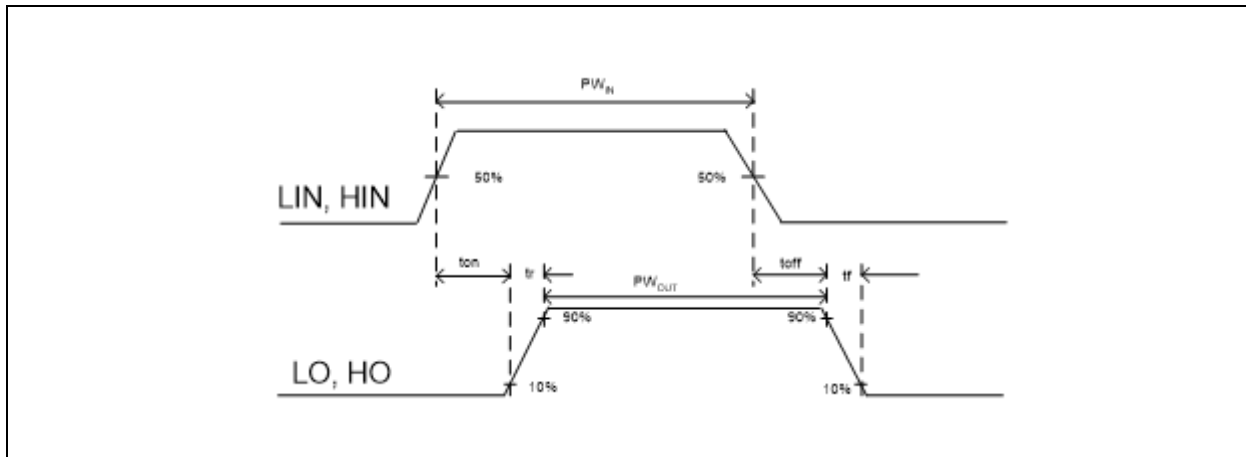 PW_IN
50%
50%
LIN, HIN
ton
tr
toff
tf
PW_OUT
90%
90%
LO, HO
10%
10%